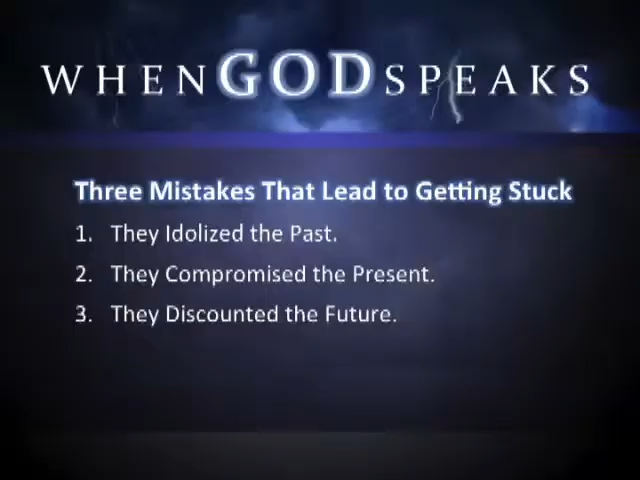 WHEN GOD SPEAKS
Three Mistakes That Lead to Getting Stuck
1. They Idolized the Past.
2. They Compromised the Present.
3. They Discounted the Future.